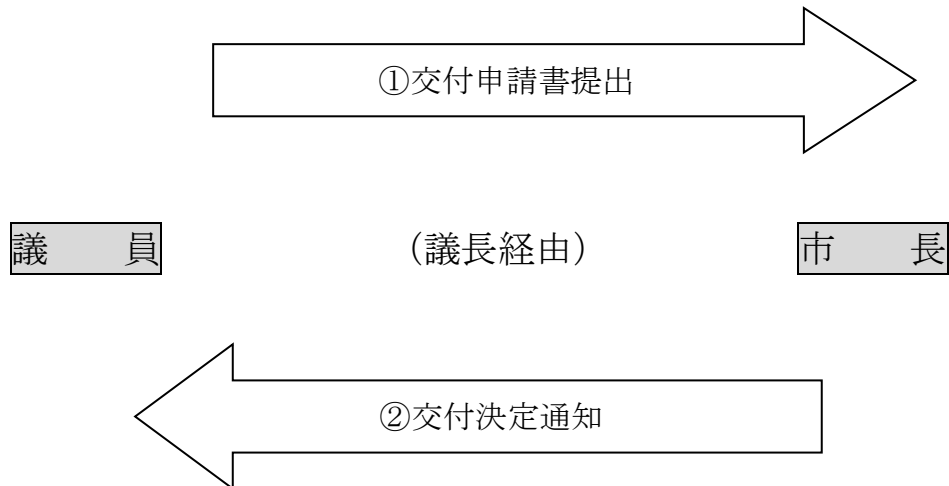 ①交付申請書提出
議　　員
（議長経由）
市　　長
②交付決定通知